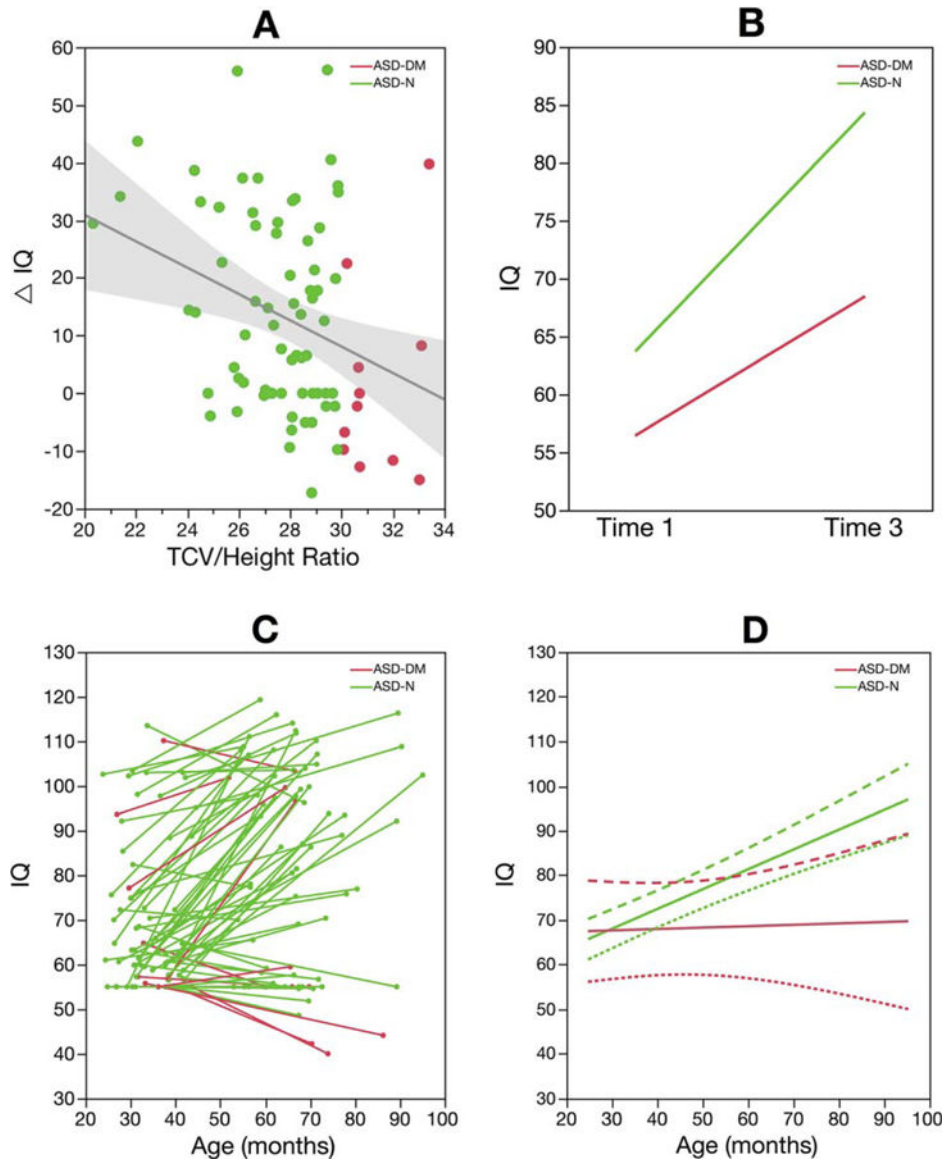 A
60
50
40
30
20
10
0
-10
-20
△ IQ
20 22 24 26 28 30 32 34
TCV/Height Ratio
ASD-DM
ASD-N
B
90
85
80
75
70
65
60
55
50
IQ
Time 1 Time 3
ASD-DM
ASD-N
C
130
120
110
100
90
80
70
60
50
40
30
IQ
20 30 40 50 60 70 80 90 100
Age (months)
ASD-DM
ASD-N
D
130
120
110
100
90
80
70
60
50
40
30
IQ
20 30 40 50 60 70 80 90 100
Age (months)
ASD-DM
ASD-N